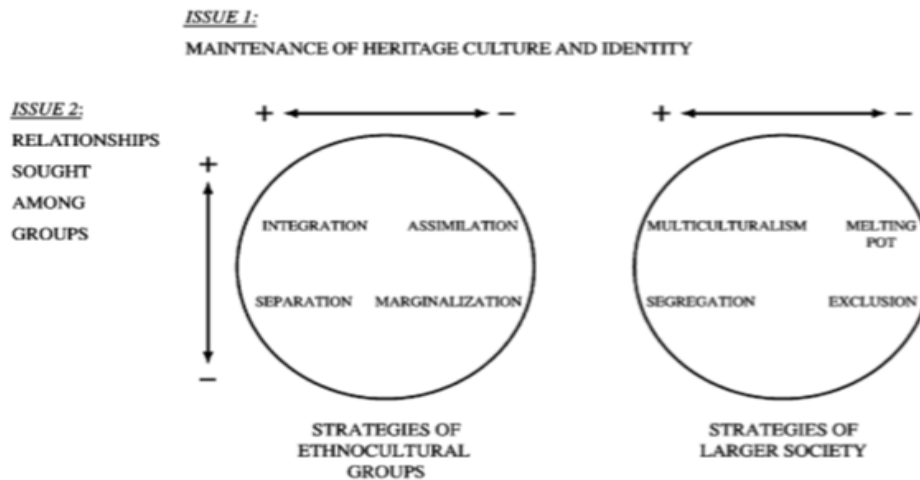 ISSUE 1:
MAINTENANCE OF HERITAGE CULTURE AND IDENTITY
ISSUE 2:
RELATIONSHIPS
SOUGHT
AMONG
GROUPS
+ −
+
−
INTEGRATION ASSIMILATION
SEPARATION MARGINALIZATION
STRATEGIES OF
ETHNOCULTURAL
GROUPS
+ −
MULTICULTURALISM MELTING
POT
SEGREGATION EXCLUSION
STRATEGIES OF
LARGER SOCIETY